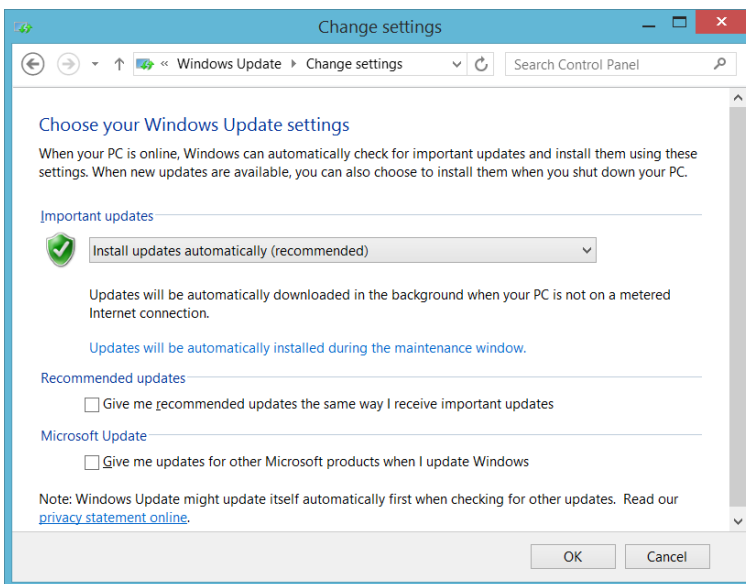 Change settings
« Windows Update Change settings
Search Control Panel
Choose your Windows Update settings
When your PC is online, Windows can automatically check for important updates and install them using these
settings. When new updates are available, you can also choose to install them when you shut down your PC.
Important updates
Install updates automatically (recommended)
Updates will be automatically downloaded in the background when your PC is not on a metered
Internet connection.
Updates will be automatically installed during the maintenance window.
Recommended updates
Give me recommended updates the same way I receive important updates
Microsoft Update
Give me updates for other Microsoft products when I update Windows
Note: Windows Update might update itself automatically first when checking for other updates. Read our
privacy statement online.
OK Cancel